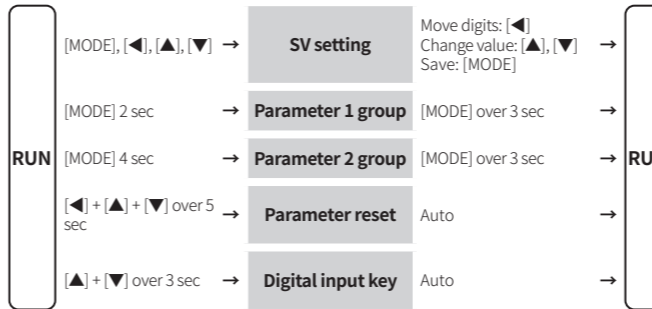 [MODE], [◀], [▲], [▼] → SV setting Move digits: [◀]
Change value: [▲], [▼] →
Save: [MODE]
[MODE] 2 sec → Parameter 1 group [MODE] over 3 sec →
RUN [MODE] 4 sec → Parameter 2 group [MODE] over 3 sec → RU
[◀] + [▲] + [▼] over 5
sec → Parameter reset Auto →
[▲] + [▼] over 3 sec → Digital input key Auto →